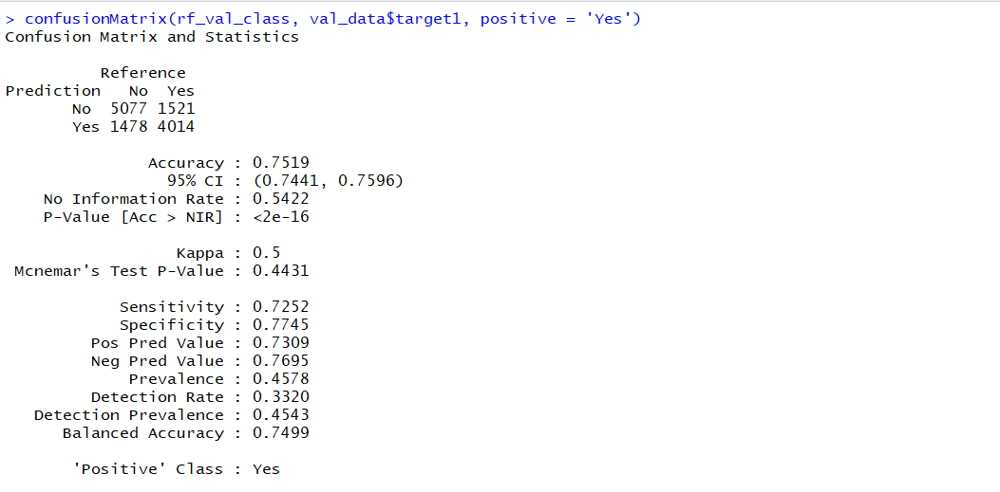 > confusionMatrix(rf_val_class, val_data$target1, positive = 'Yes')
Confusion Matrix and Statistics
Reference
Prediction No Yes
No 5077 1521
Yes 1478 4014
Accuracy : 0.7519
95% CI : (0.7441, 0.7596)
No Information Rate : 0.5422
P-Value [Acc > NIR] : <2e-16
Kappa : 0.5
Mcnemar's Test P-Value : 0.4431
Sensitivity : 0.7252
Specificity : 0.7745
Pos Pred Value : 0.7309
Neg Pred Value : 0.7695
Prevalence : 0.4578
Detection Rate : 0.3320
Detection Prevalence : 0.4543
Balanced Accuracy : 0.7499
'Positive' Class : Yes